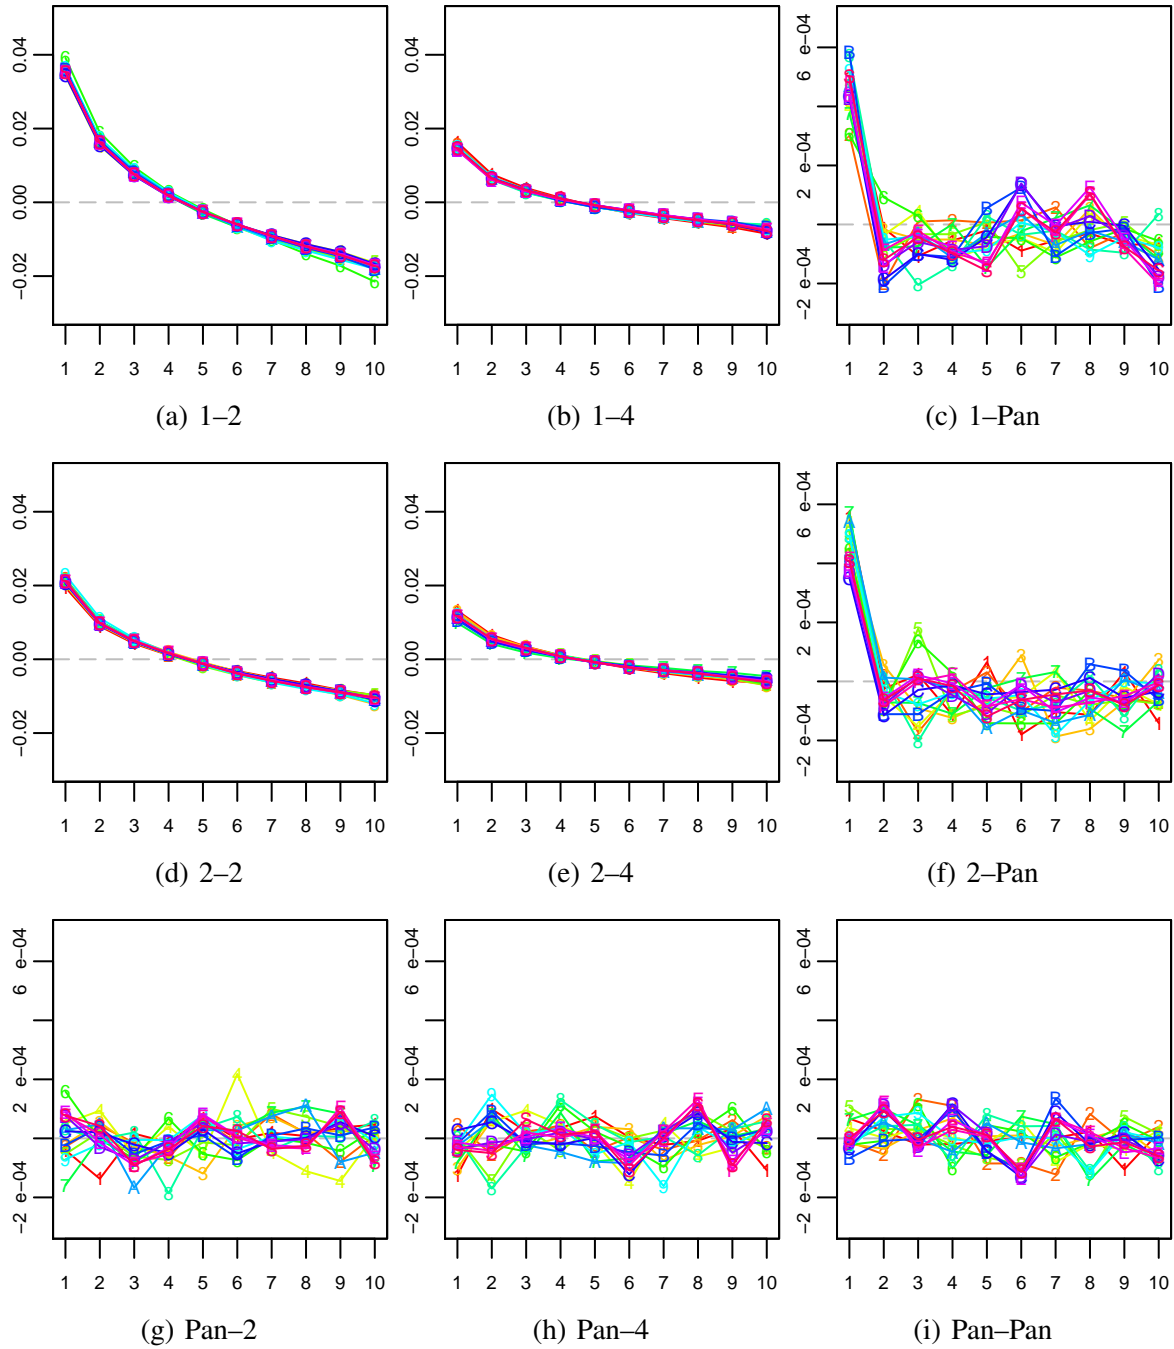 0.04
0.02
0.00
−0.02
1 2 3 4 5 6 7 8 9 10
(a) 1–2
0.04
0.02
0.00
−0.02
1 2 3 4 5 6 7 8 9 10
(b) 1–4
6 e−04
2 e−04
−2 e−04
1 2 3 4 5 6 7 8 9 10
(c) 1–Pan
0.04
0.02
0.00
−0.02
1 2 3 4 5 6 7 8 9 10
(d) 2–2
0.04
0.02
0.00
−0.02
1 2 3 4 5 6 7 8 9 10
(e) 2–4
6 e−04
2 e−04
−2 e−04
1 2 3 4 5 6 7 8 9 10
(f) 2–Pan
6 e−04
2 e−04
−2 e−04
1 2 3 4 5 6 7 8 9 10
(g) Pan–2
6 e−04
2 e−04
−2 e−04
1 2 3 4 5 6 7 8 9 10
(h) Pan–4
6 e−04
2 e−04
−2 e−04
1 2 3 4 5 6 7 8 9 10
(i) Pan–Pan